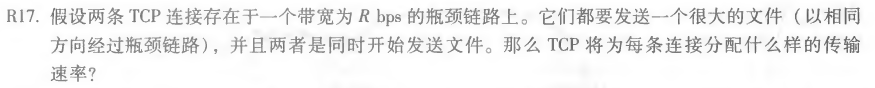 R17. 假设两条 TCP 连接存在于一个带宽为 R bps 的瓶颈链路上。它们都要发送一个很大的文件（以相同
方向经过瓶颈链路），并且两者是同时开始发送文件。那么 TCP 将为每条连接分配什么样的传输
速率?